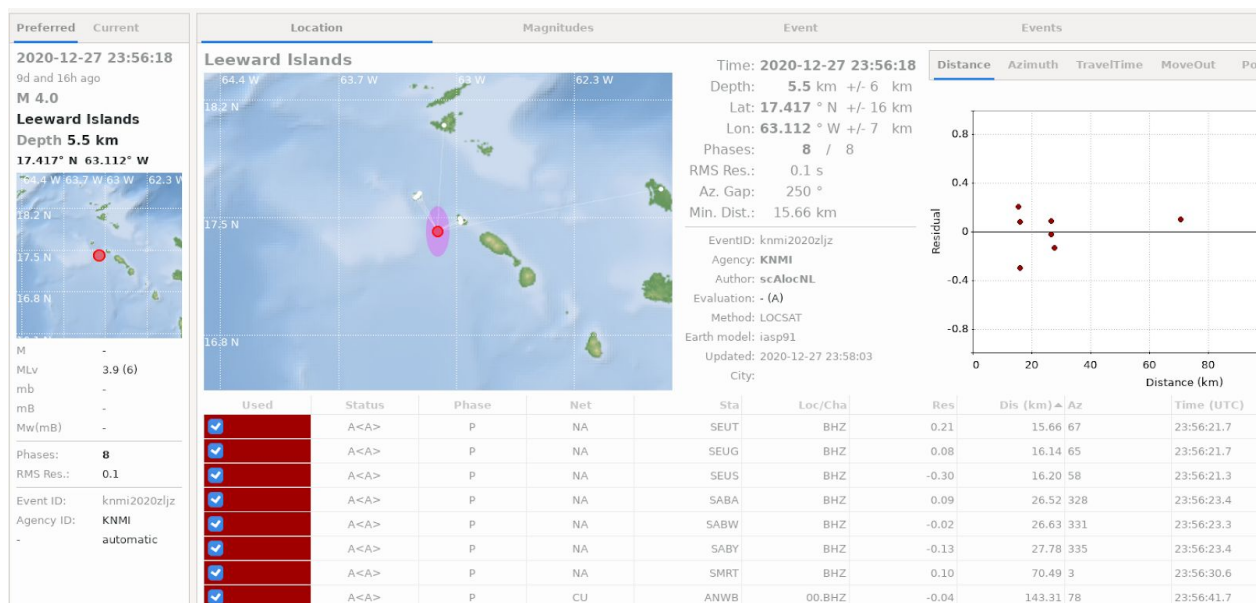 Preferred Current
2020-12-27 23:56:18
9d and 16h ago
M 4.0
Leeward Islands
Depth 5.5 km
17.417° N 63.112° W
64.4 W 63.7 W 63 W 62.3 W
18.2 N
17.5 N
16.8 N
M -
MLv 3.9 (6)
mb -
mB -
Mw(mB) -
Phases: 8
RMS Res.: 0.1
Event ID: knmi2020zljz
Agency ID: KNMI
- automatic
Location Magnitudes Event Events
Leeward Islands
64.4 W 63.7 W 63 W 62.3 W
18.2 N
17.5 N
16.8 N
Time: 2020-12-27 23:56:18
Depth: 5.5 km +/- 6 km
Lat: 17.417 ° N +/- 16 km
Lon: 63.112 ° W +/- 7 km
Phases: 8 / 8
RMS Res.: 0.1 s
Az. Gap: 250 °
Min. Dist.: 15.66 km
EventID: knmi2020zljz
Agency: KNMI
Author: scAlocNL
Evaluation: - (A)
Method: LOCSAT
Earth model: iasp91
Updated: 2020-12-27 23:58:03
City:
Distance Azimuth TravelTime MoveOut Po
0.8
0.4
0
-0.4
-0.8
Residual
0 20 40 60 80
Distance (km)
Used Status Phase Net Sta Loc/Cha Res Dis (km) Az Time (UTC)
A<A> P NA SEUT BHZ 0.21 15.66 67 23:56:21.7
A<A> P NA SEUG BHZ 0.08 16.14 65 23:56:21.7
A<A> P NA SEUS BHZ -0.30 16.20 58 23:56:21.3
A<A> P NA SABA BHZ 0.09 26.52 328 23:56:23.4
A<A> P NA SABW BHZ -0.02 26.63 331 23:56:23.3
A<A> P NA SABY BHZ -0.13 27.78 335 23:56:23.4
A<A> P NA SMRT BHZ 0.10 70.49 3 23:56:30.6
A<A> P CU ANWB 00.BHZ -0.04 143.31 78 23:56:41.7